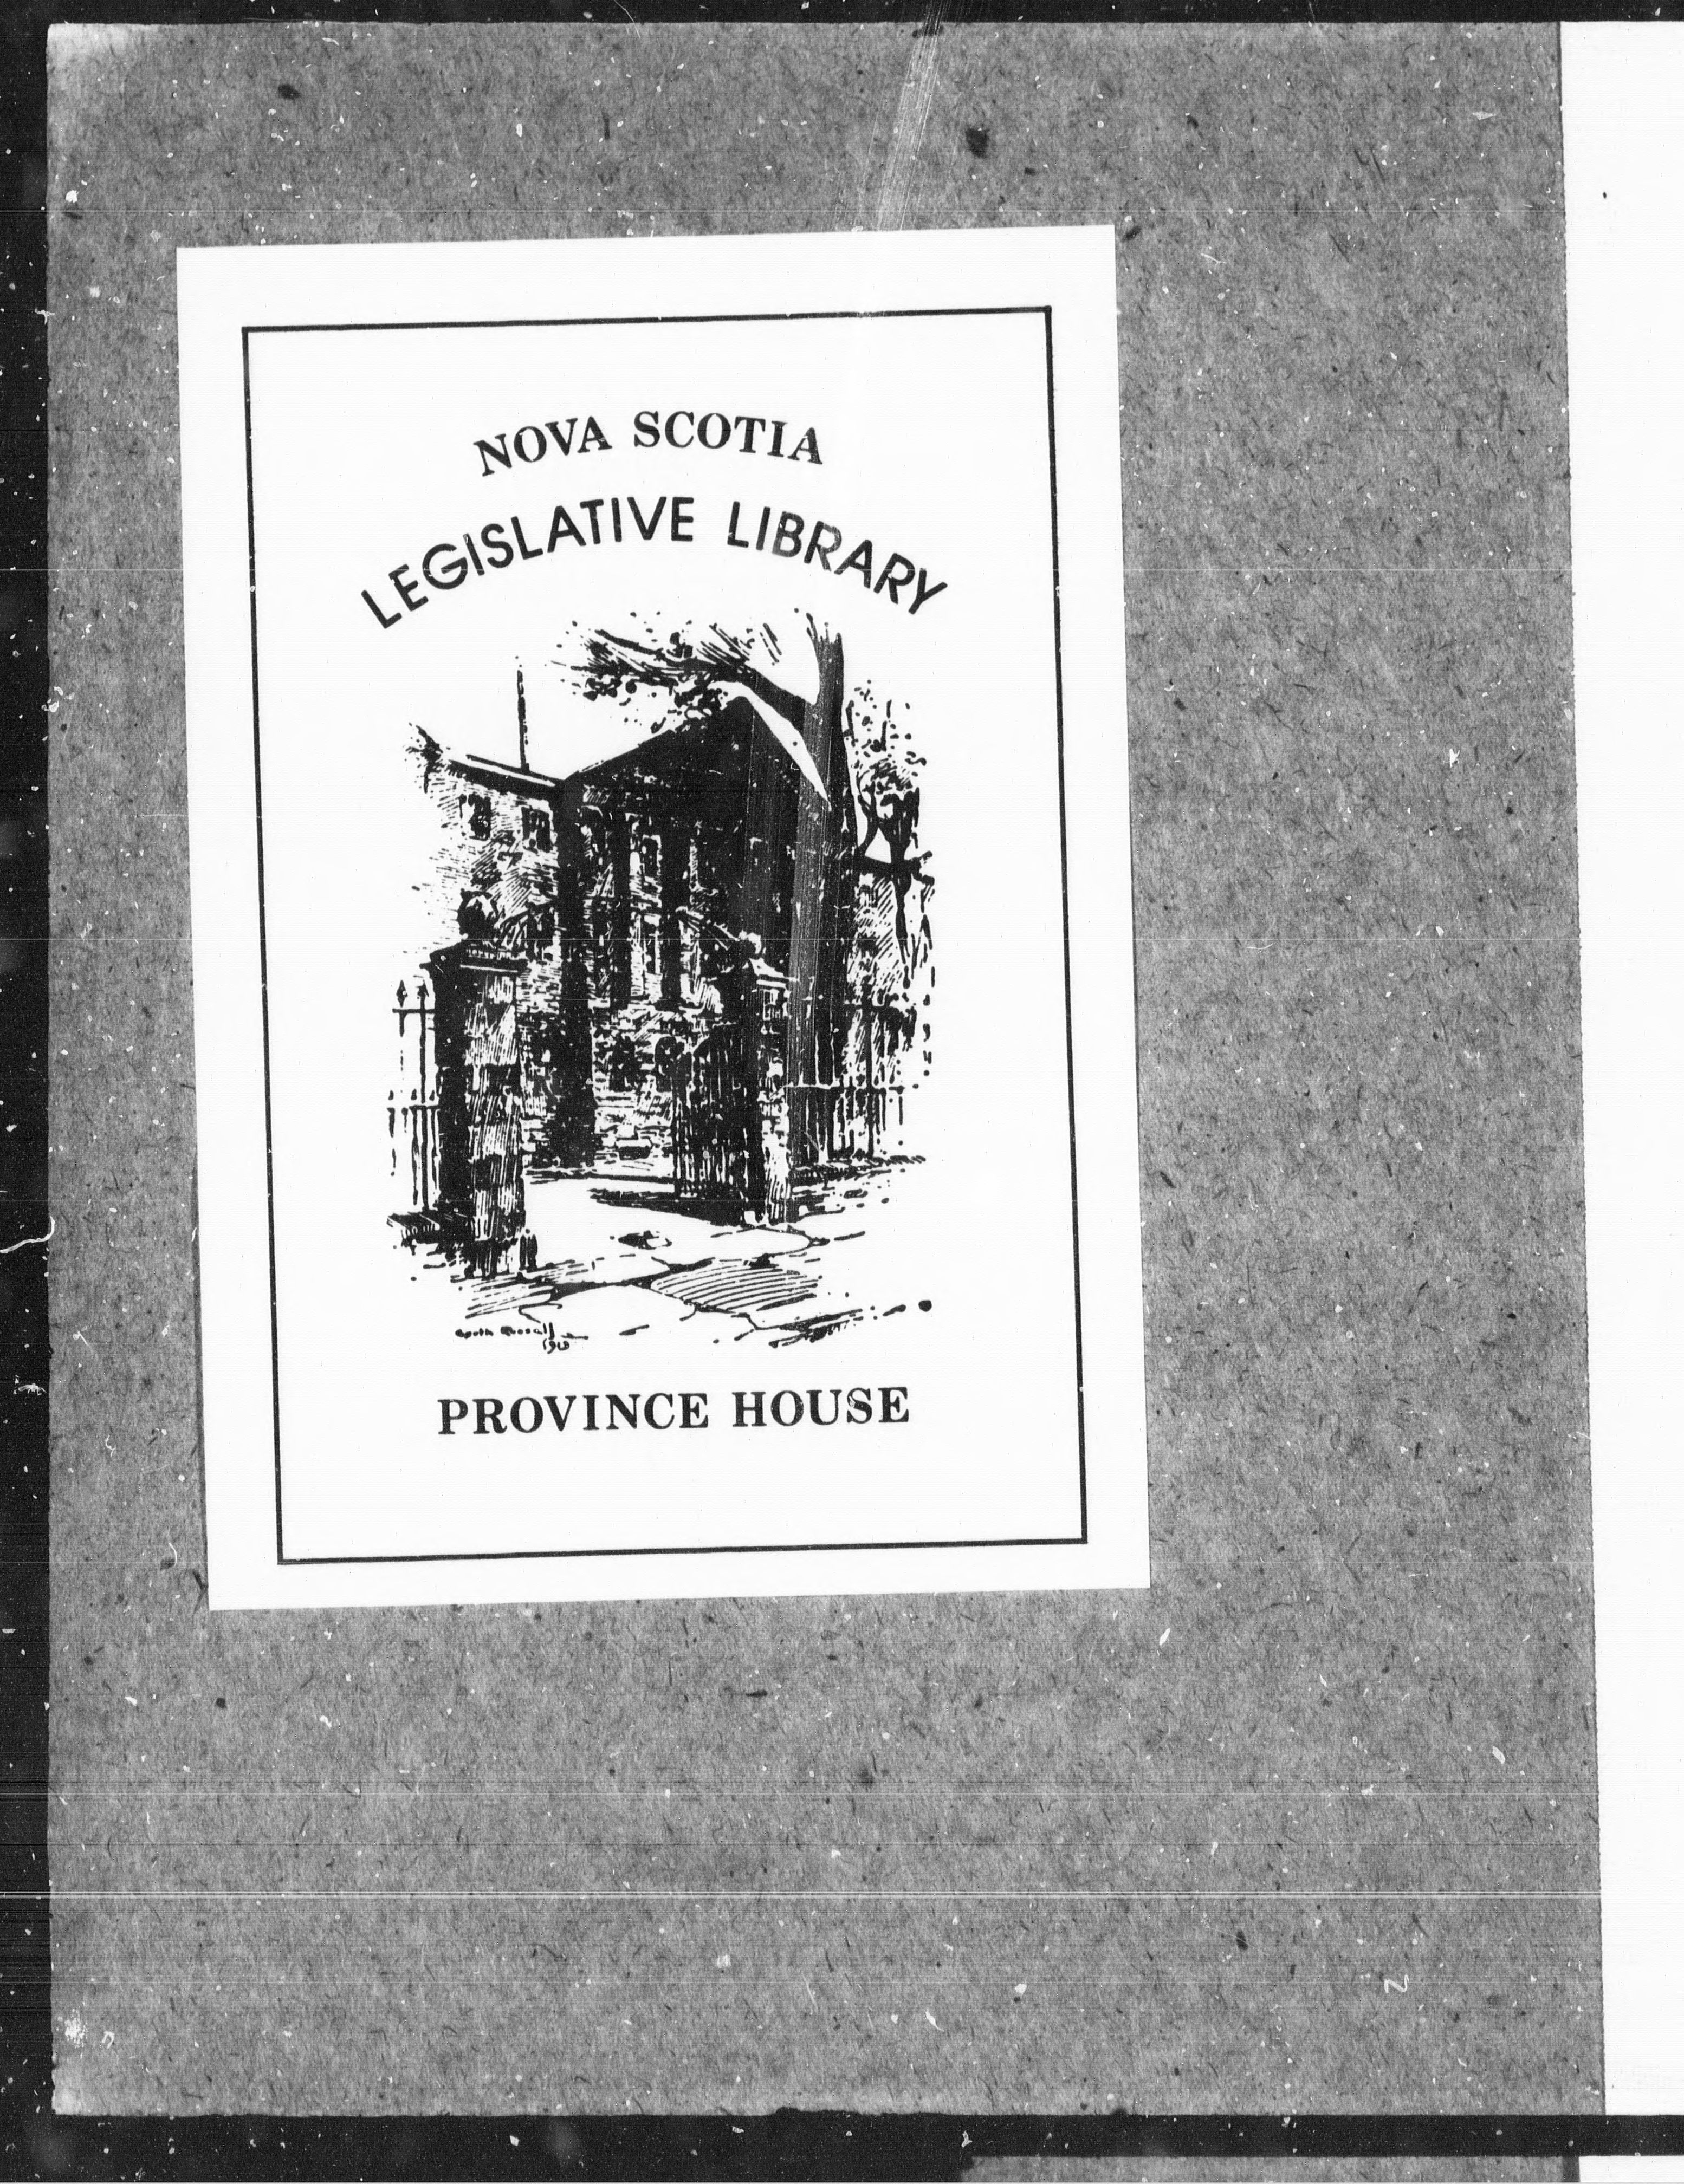 NOVA SCOTIA
LEGISLATIVE LIBRARY
PROVINCE HOUSE